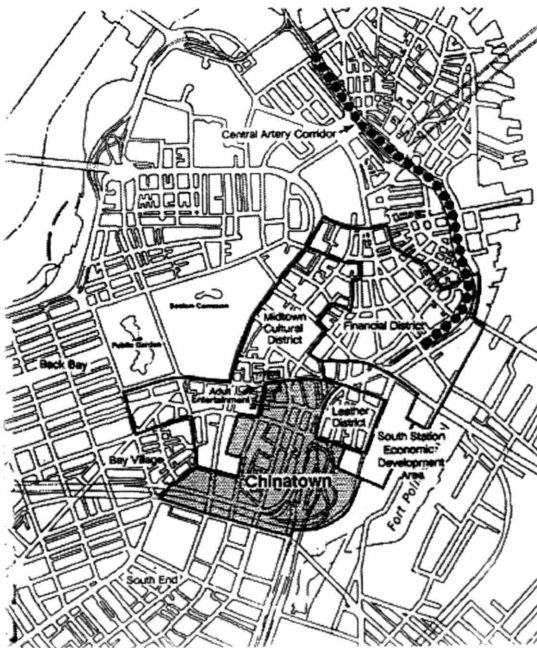 Central Artery Corridor
Boston Common
Public Garden
Midtown
Cultural
District
Financial District
Back Bay
Adult
Entertainment
Leather
District
South Station
Economic
Development
Area
Bay Village
Chinatown
Fort Point
South End